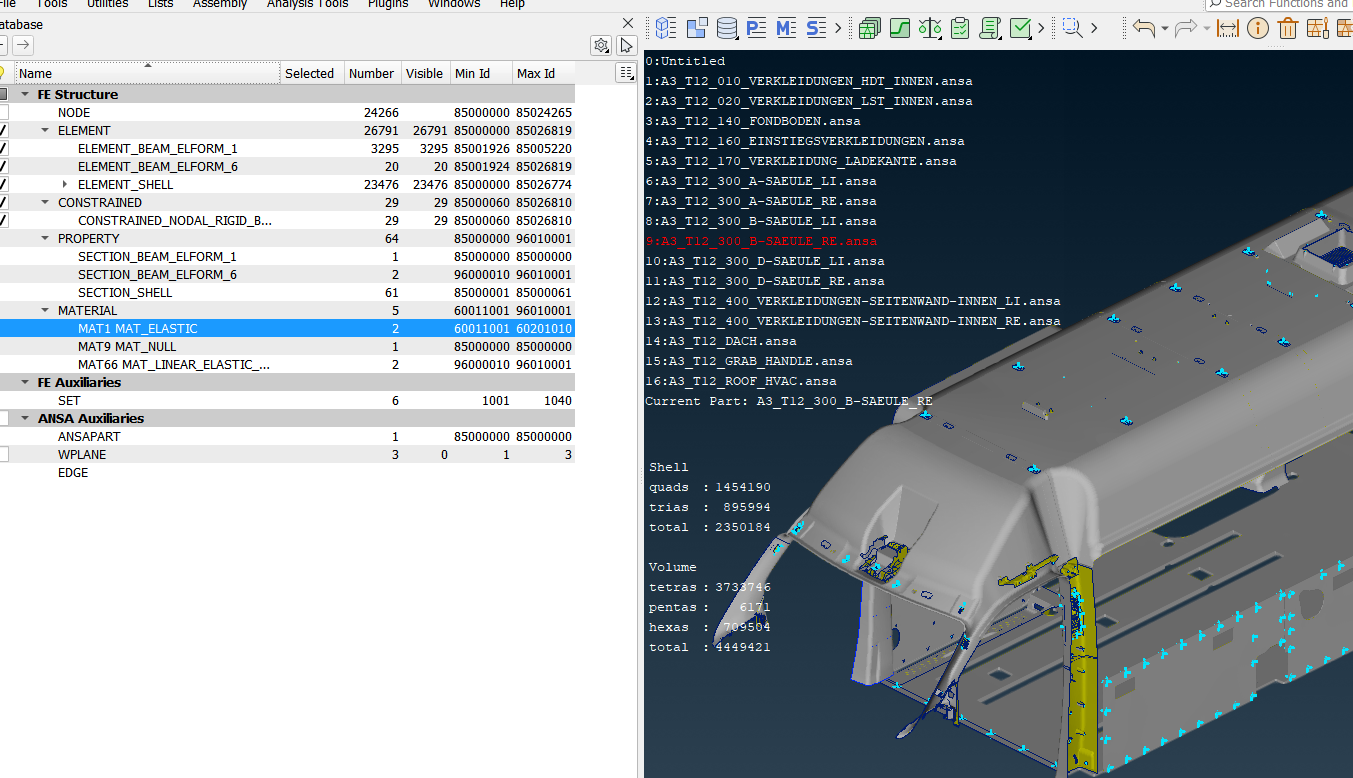 File Tools Utilities Lists Assembly Analysis Tools Plugins Windows Help
Search Functions and
atabase
Name Selected Number Visible Min Id Max Id
FE Structure
NODE 24266 85000000 85024265
ELEMENT 26791 26791 85000000 85026819
ELEMENT_BEAM_ELFORM_1 3295 3295 85001926 85005220
ELEMENT_BEAM_ELFORM_6 20 20 85001924 85026819
ELEMENT_SHELL 23476 23476 85000000 85026774
CONSTRAINED 29 29 85000060 85026810
CONSTRAINED_NODAL_RIGID_B... 29 29 85000060 85026810
PROPERTY 64 85000000 96010001
SECTION_BEAM_ELFORM_1 1 85000000 85000000
SECTION_BEAM_ELFORM_6 2 96000010 96010001
SECTION_SHELL 61 85000001 85000061
MATERIAL 5 60011001 96010001
MAT1 MAT_ELASTIC 2 60011001 60201010
MAT9 MAT_NULL 1 85000000 85000000
MAT66 MAT_LINEAR_ELASTIC_... 2 96000010 96010001
FE Auxiliaries
SET 6 1001 1040
ANSA Auxiliaries
ANSAPART 1 85000000 85000000
WPLANE 3 0 1 3
EDGE
0:Untitled
1:A3_T12_010_VERKLEIDUNGEN_HDT_INNEN.ansa
2:A3_T12_020_VERKLEIDUNGEN_LST_INNEN.ansa
3:A3_T12_140_FONDBODEN.ansa
4:A3_T12_160_EINSTIEGSVERKLEIDUNGEN.ansa
5:A3_T12_170_VERKLEIDUNG_LADEKANTE.ansa
6:A3_T12_300_A-SAEULE_LI.ansa
7:A3_T12_300_A-SAEULE_RE.ansa
8:A3_T12_300_B-SAEULE_LI.ansa
9:A3_T12_300_B-SAEULE_RE.ansa
10:A3_T12_300_D-SAEULE_LI.ansa
11:A3_T12_300_D-SAEULE_RE.ansa
12:A3_T12_400_VERKLEIDUNGEN-SEITENWAND-INNEN_LI.ansa
13:A3_T12_400_VERKLEIDUNGEN-SEITENWAND-INNEN_RE.ansa
14:A3_T12_DACH.ansa
15:A3_T12_GRAB_HANDLE.ansa
16:A3_T12_ROOF_HVAC.ansa
Current Part: A3_T12_300_B-SAEULE_RE
Shell
quads : 1454190
trias : 895994
total : 2350184
Volume
tetras : 3733746
pentas : 6171
hexas : 709504
total : 4449421